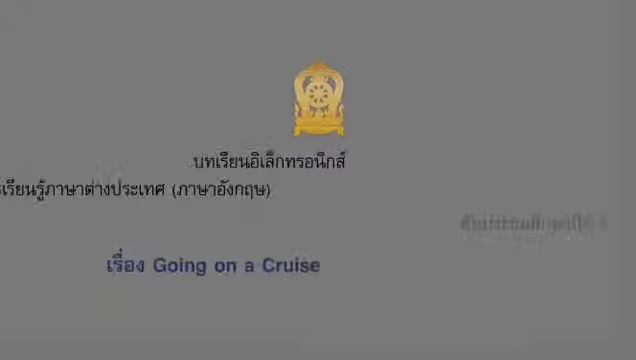 บทเรียนอิเล็กทรอนิกส์
เรียนรู้ภาษาต่างประเทศ (ภาษาอังกฤษ)
เรื่อง Going on a Cruise